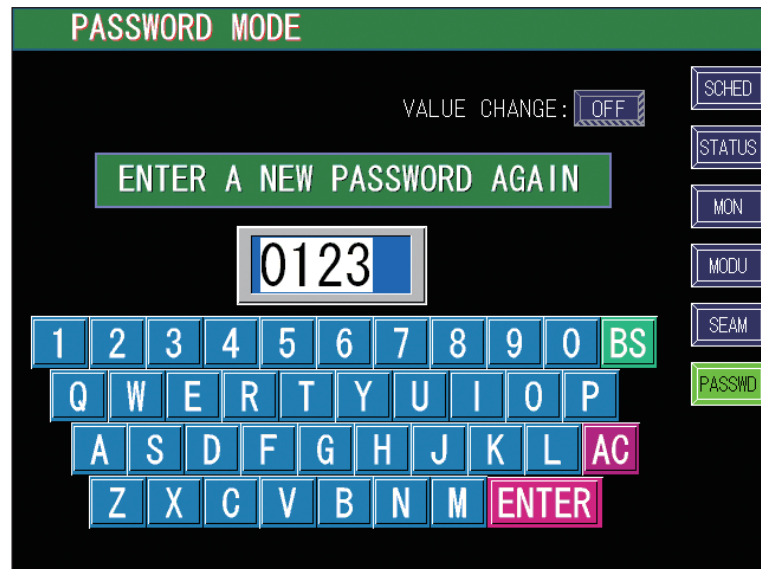 PASSWORD MODE
VALUE CHANGE: OFF
SCHED
STATUS
ENTER A NEW PASSWORD AGAIN
MON
0123
MODU
SEAM
PASSWD
1 2 3 4 5 6 7 8 9 0 BS
Q W E R T Y U I O P
A S D F G H J K L AC
Z X C V B N M ENTER